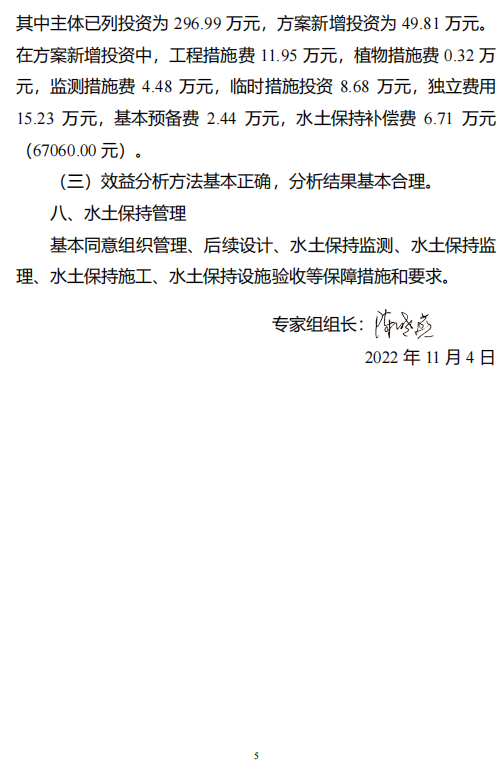 其中主体已列投资为 296.99 万元，方案新增投资为 49.81 万元。
在方案新增投资中，工程措施费 11.95 万元，植物措施费 0.32 万
元，监测措施费 4.48 万元，临时措施投资 8.68 万元，独立费用
15.23 万元，基本预备费 2.44 万元，水土保持补偿费 6.71 万元
（67060.00 元）。
（三）效益分析方法基本正确，分析结果基本合理。
八、水土保持管理
基本同意组织管理、后续设计、水土保持监测、水土保持监
理、水土保持施工、水土保持设施验收等保障措施和要求。
专家组组长：
2022 年 11 月 4 日
5